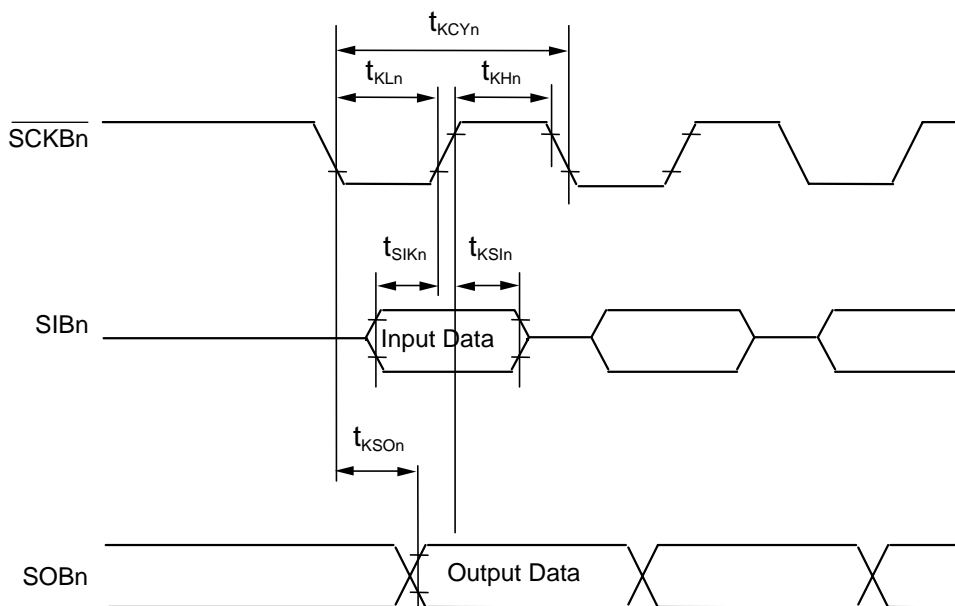 tKCYn
tKLn tKHn
SCKBn
tSIKn tKSIn
SIBn
Input Data
tKSOn
SOBn
Output Data